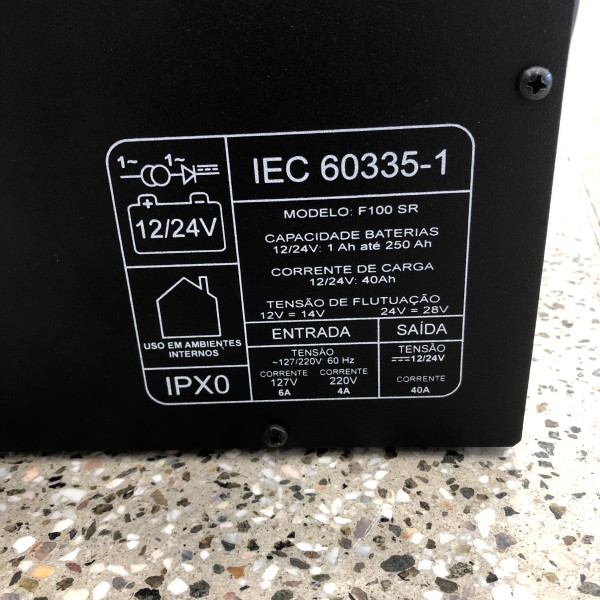 1~ 1~
IEC 60335-1
12/24V
MODELO: F100 SR
CAPACIDADE BATERIAS
12/24V: 1 Ah até 250 Ah
CORRENTE DE CARGA
12/24V: 40Ah
TENSÃO DE FLUTUAÇÃO
12V = 14V 24V = 28V
USO EM AMBIENTES
INTERNOS
IPX0
ENTRADA
TENSÃO
~127/220V 60 Hz
CORRENTE CORRENTE
127V 220V
6A 4A
SAÍDA
TENSÃO
12/24V
CORRENTE
40A